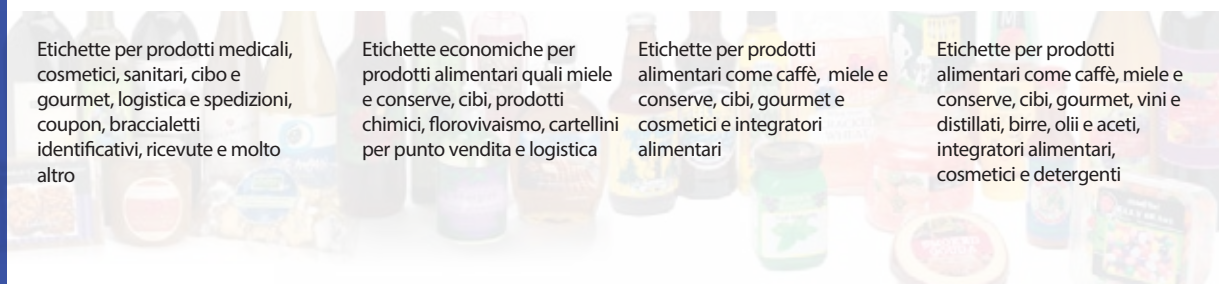 Etichette per prodotti medicali,
cosmetici, sanitari, cibo e
gourmet, logistica e spedizioni,
coupon, braccialetti
identificativi, ricevute e molto
altro
Etichette economiche per
prodotti alimentari quali miele
e conserve, cibi, prodotti
chimici, florovivaismo, cartellini
per punto vendita e logistica
Etichette per prodotti
alimentari come caffè, miele e
conserve, cibi, gourmet e
cosmetici e integratori
alimentari
Etichette per prodotti
alimentari come caffè, miele e
conserve, cibi, gourmet, vini e
distillati, birre, olii e aceti,
integratori alimentari,
cosmetici e detergenti